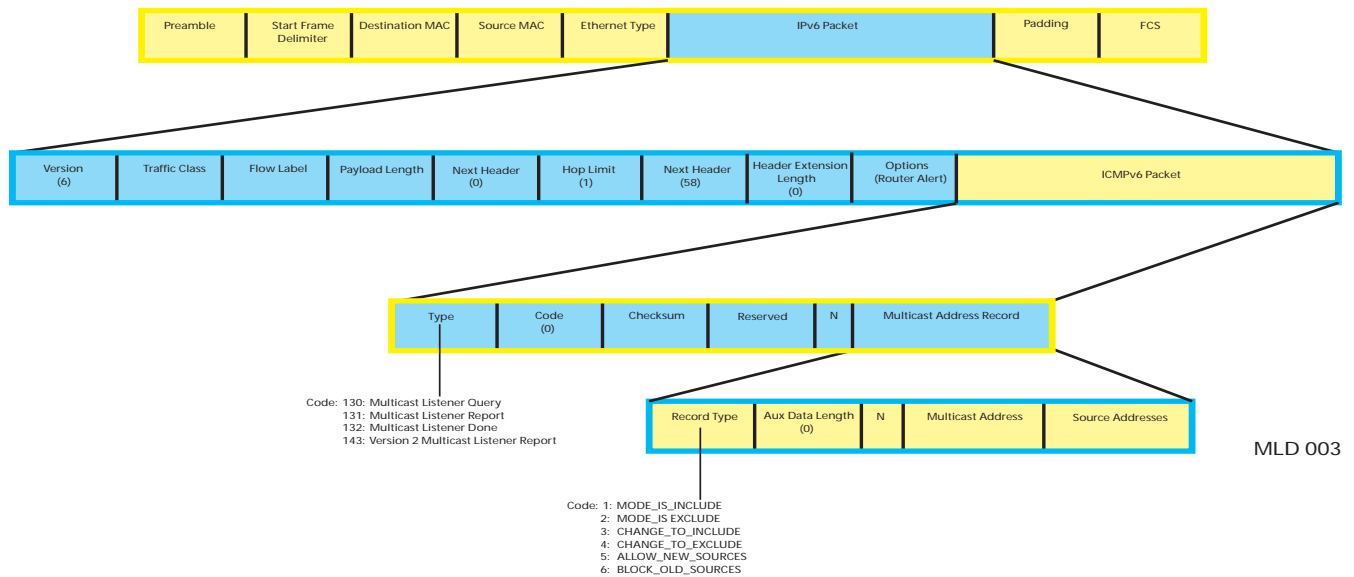 Preamble
Start Frame
Delimiter
Destination MAC
Source MAC
Ethernet Type
IPv6 Packet
Padding
FCS
Version
(6)
Traffic Class
Flow Label
Payload Length
Next Header
(0)
Hop Limit
(1)
Next Header
(58)
Header Extension
Length
(0)
Options
(Router Alert)
ICMPv6 Packet
Type
Code
(0)
Checksum
Reserved
N
Multicast Address Record
Code: 130: Multicast Listener Query
131: Multicast Listener Report
132: Multicast Listener Done
143: Version 2 Multicast Listener Report
Record Type
Aux Data Length
(0)
N
Multicast Address
Source Addresses
MLD 003
Code: 1: MODE_IS_INCLUDE
2: MODE_IS EXCLUDE
3: CHANGE_TO_INCLUDE
4: CHANGE_TO_EXCLUDE
5: ALLOW_NEW_SOURCES
6: BLOCK_OLD_SOURCES